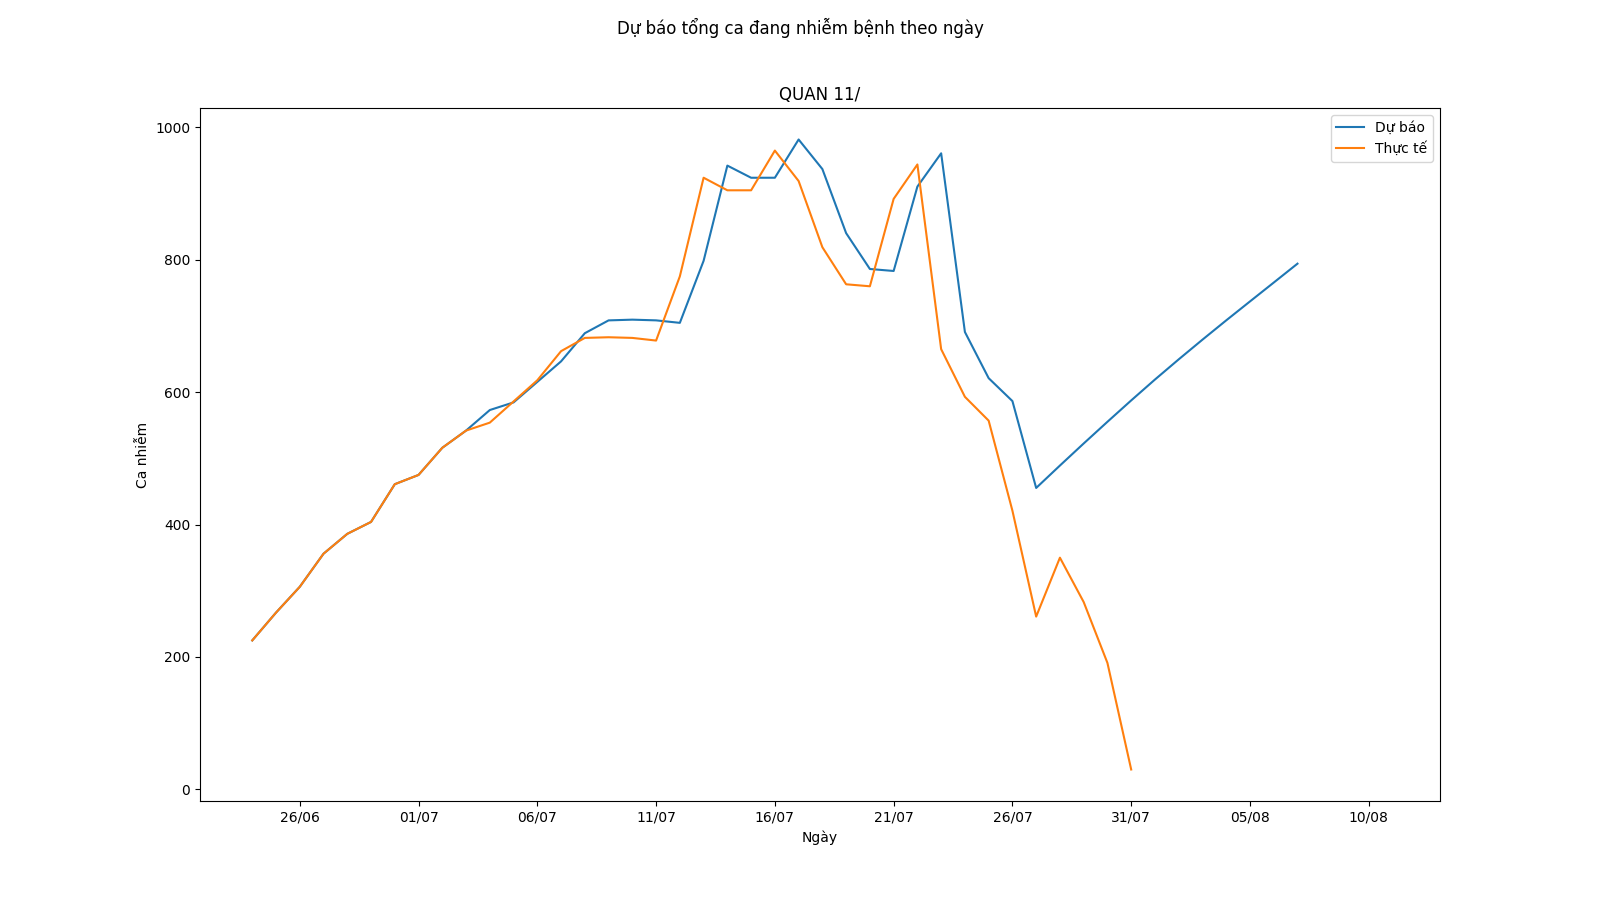 Dự báo tổng ca đang nhiễm bệnh theo ngày
QUAN 11/
Dự báo
Thực tế
Ca nhiễm
1000
800
600
400
200
0
26/06 01/07 06/07 11/07 16/07 21/07 26/07 31/07 05/08 10/08
Ngày